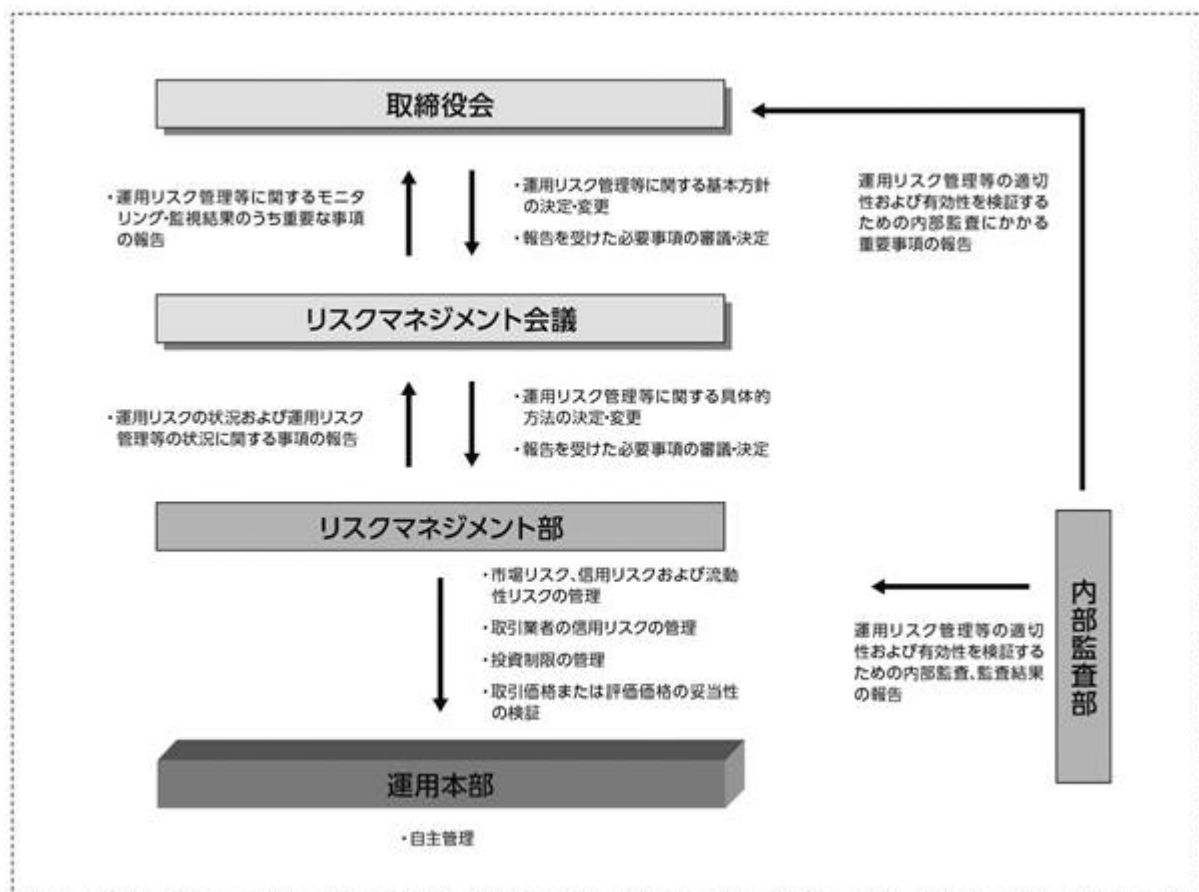 取締役会
・運用リスク管理等に関するモニタ
リング・監視結果のうち重要な事項
の報告
・運用リスク管理等に関する基本方針
の決定・変更
・報告を受けた必要事項の審議・決定
運用リスク管理等の適切
性および有効性を検証する
ための内部監査にかかる
重要事項の報告
リスクマネジメント会議
・運用リスクの状況および運用リスク
管理等の状況に関する事項の報告
・運用リスク管理等に関する具体的
方法の決定・変更
・報告を受けた必要事項の審議・決定
リスクマネジメント部
・市場リスク、信用リスクおよび流動
性リスクの管理
・取引業者の信用リスクの管理
・投資制限の管理
・取引価格または評価価格の妥当性
の検証
運用リスク管理等の適切
性および有効性を検証する
ための内部監査、監査結果
の報告
内部監査部
運用本部
・自主管理